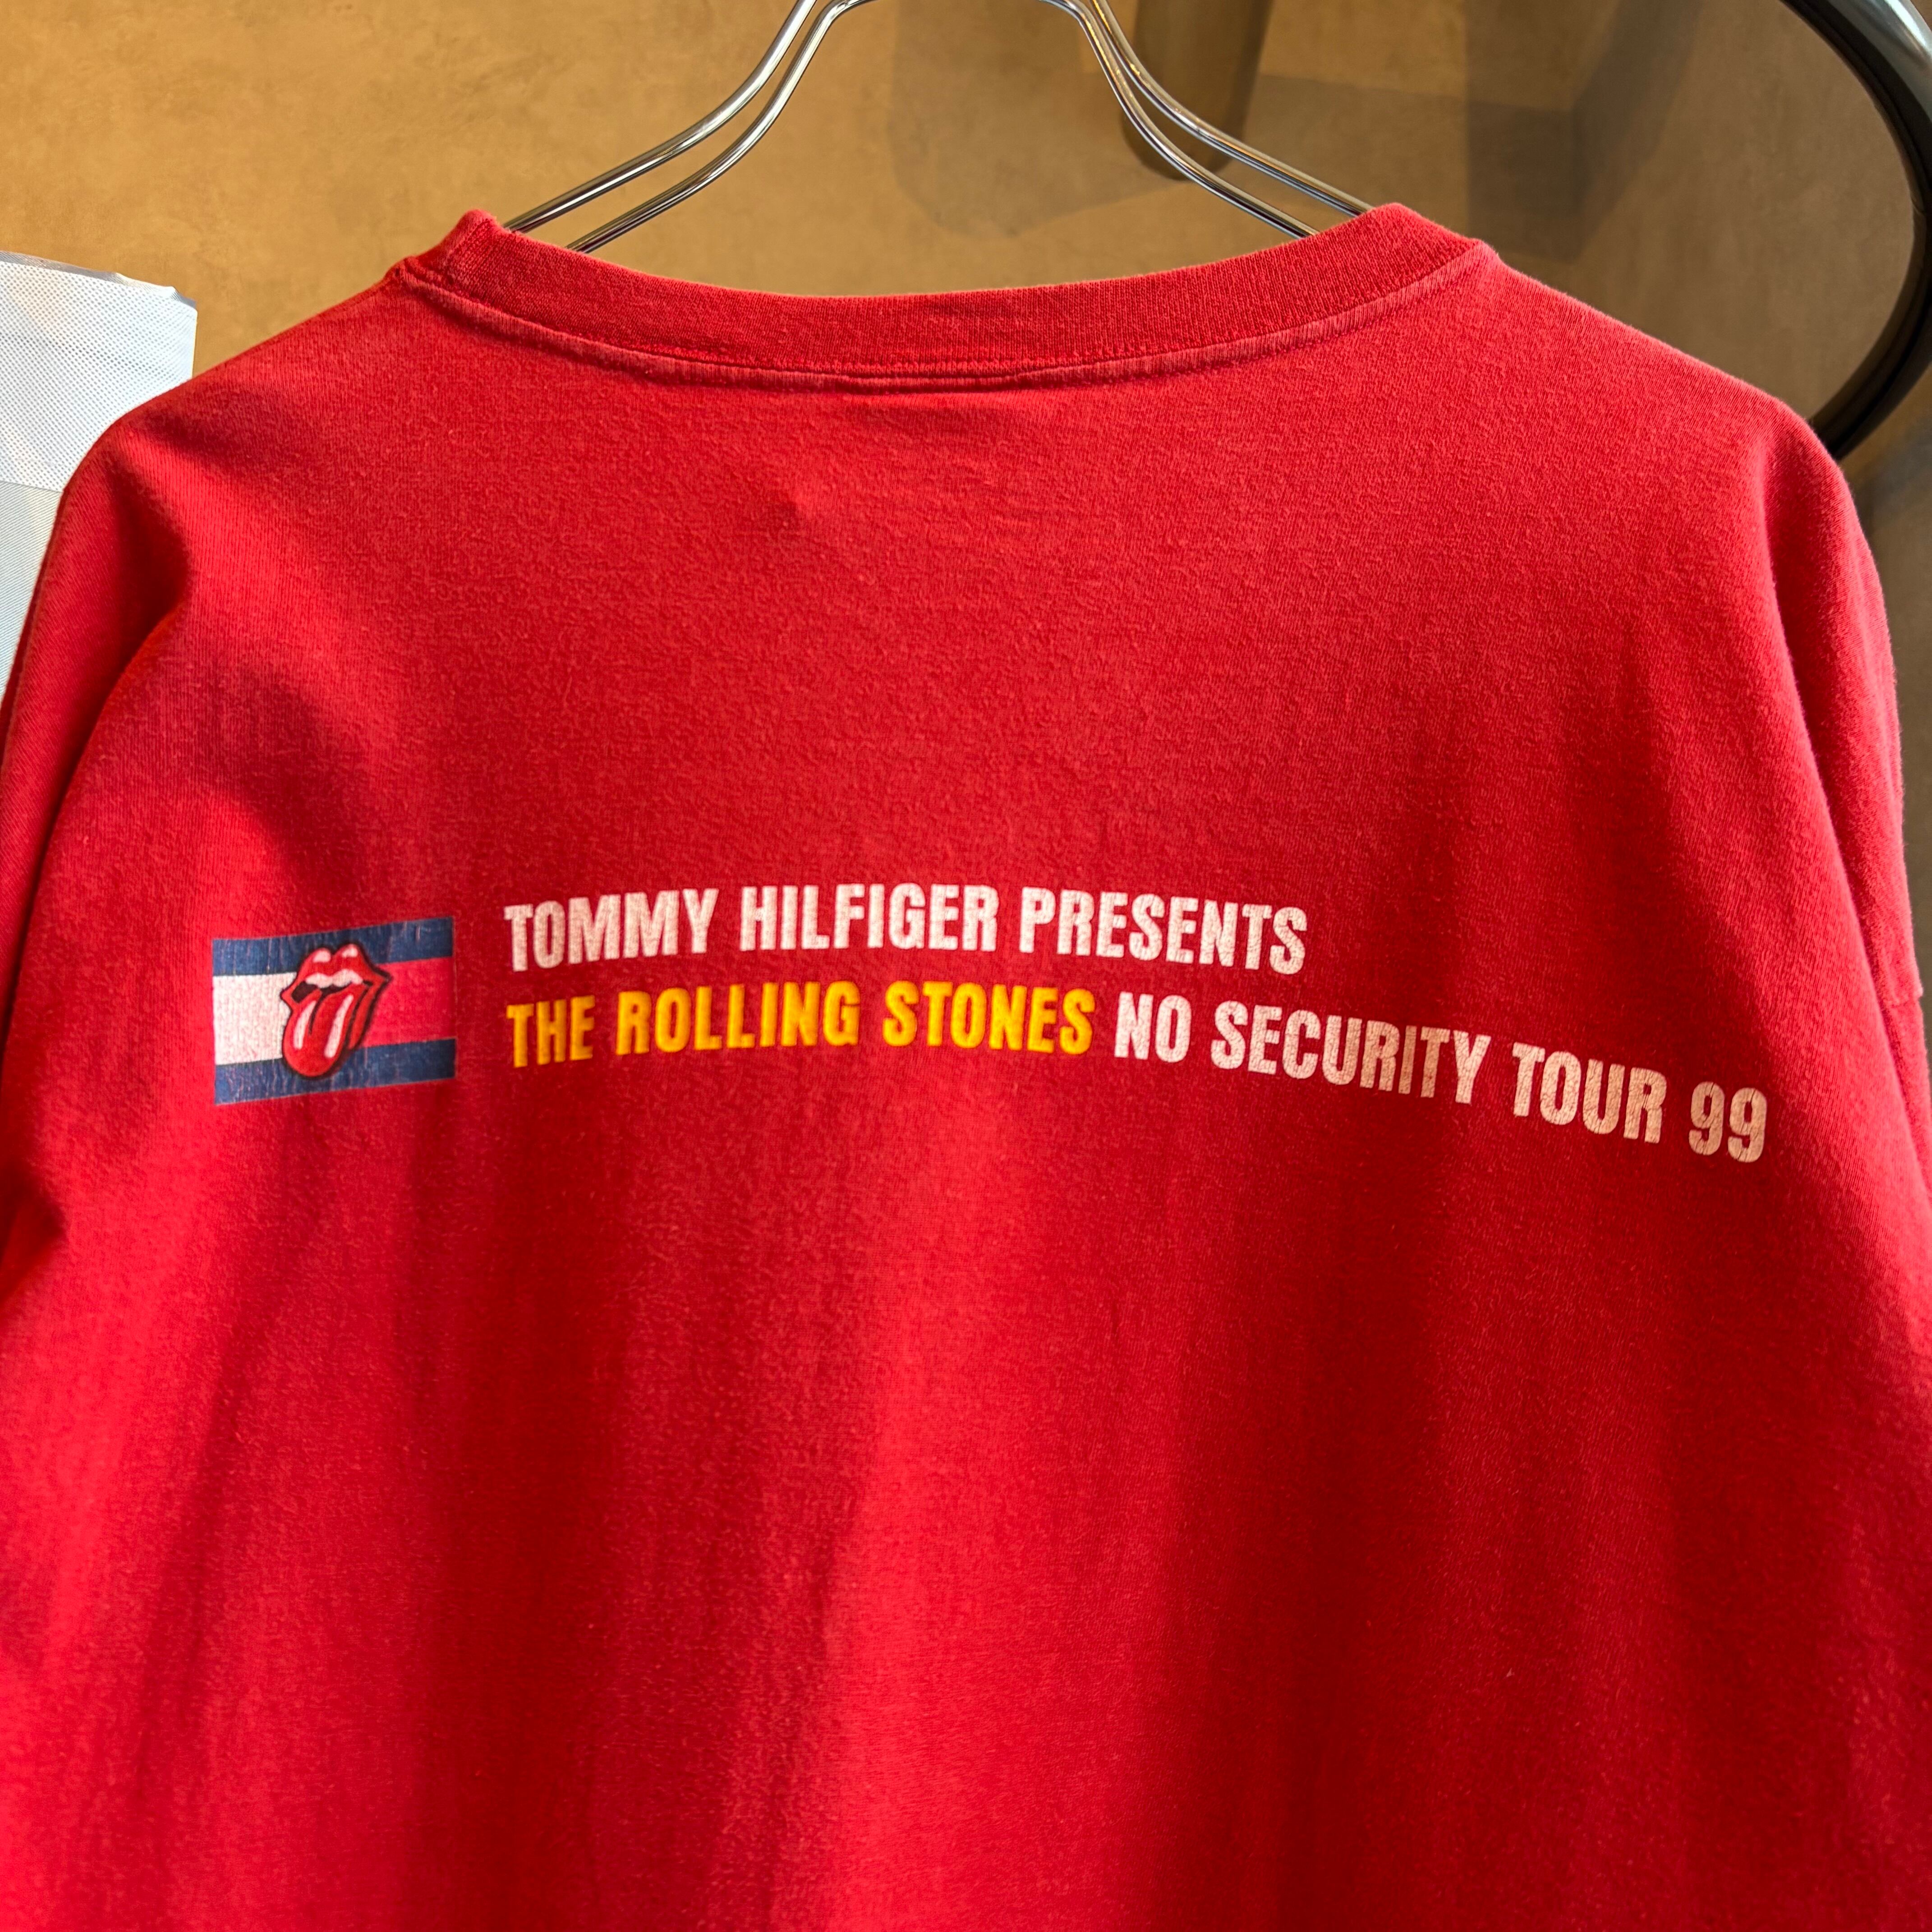 TOMMY HILFIGER PRESENTS
THE ROLLING STONES NO SECURITY TOUR 99